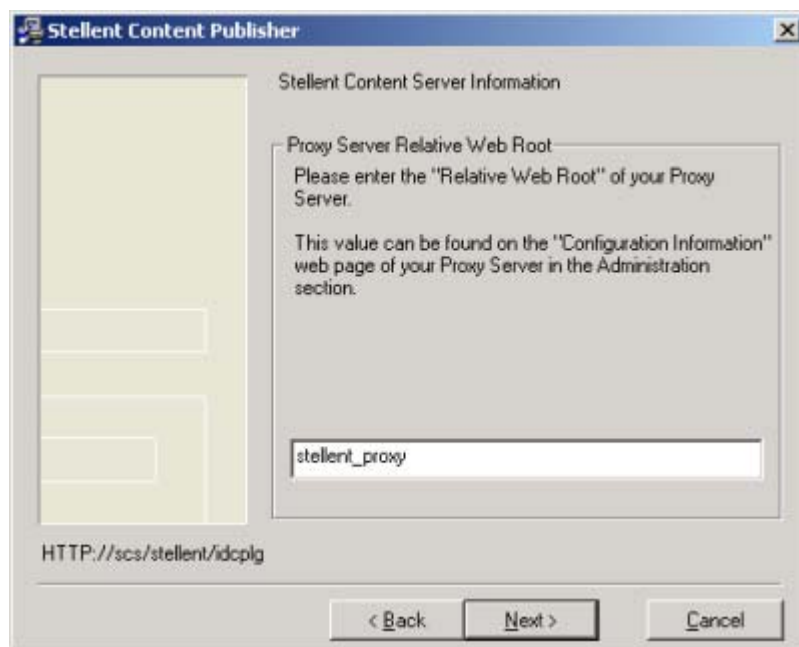 Stellent Content Publisher
Stellent Content Server Information
Proxy Server Relative Web Root
Please enter the "Relative Web Root" of your Proxy
Server.
This value can be found on the "Configuration Information"
web page of your Proxy Server in the Administration
section.
stellent_proxy
HTTP://scs/stellent/idcplg
< Back
Next >
Cancel